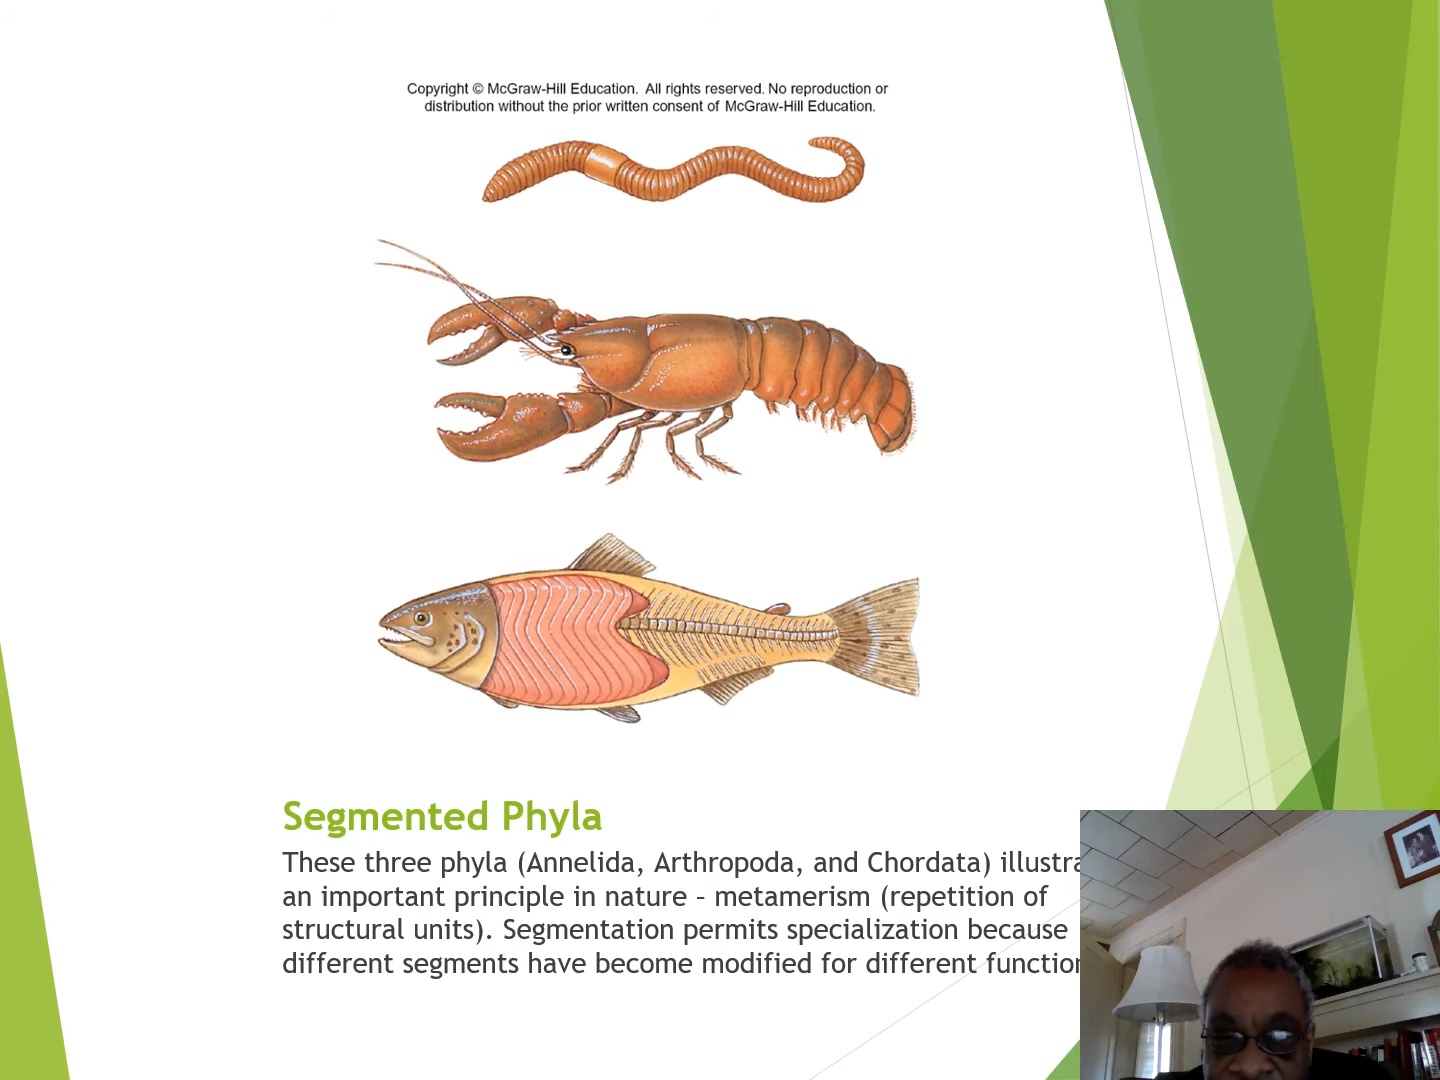 Copyright © McGraw-Hill Education. All rights reserved. No reproduction or
distribution without the prior written consent of McGraw-Hill Education.
Segmented Phyla
These three phyla (Annelida, Arthropoda, and Chordata) illustra
an important principle in nature – metamerism (repetition of
structural units). Segmentation permits specialization because
different segments have become modified for different function